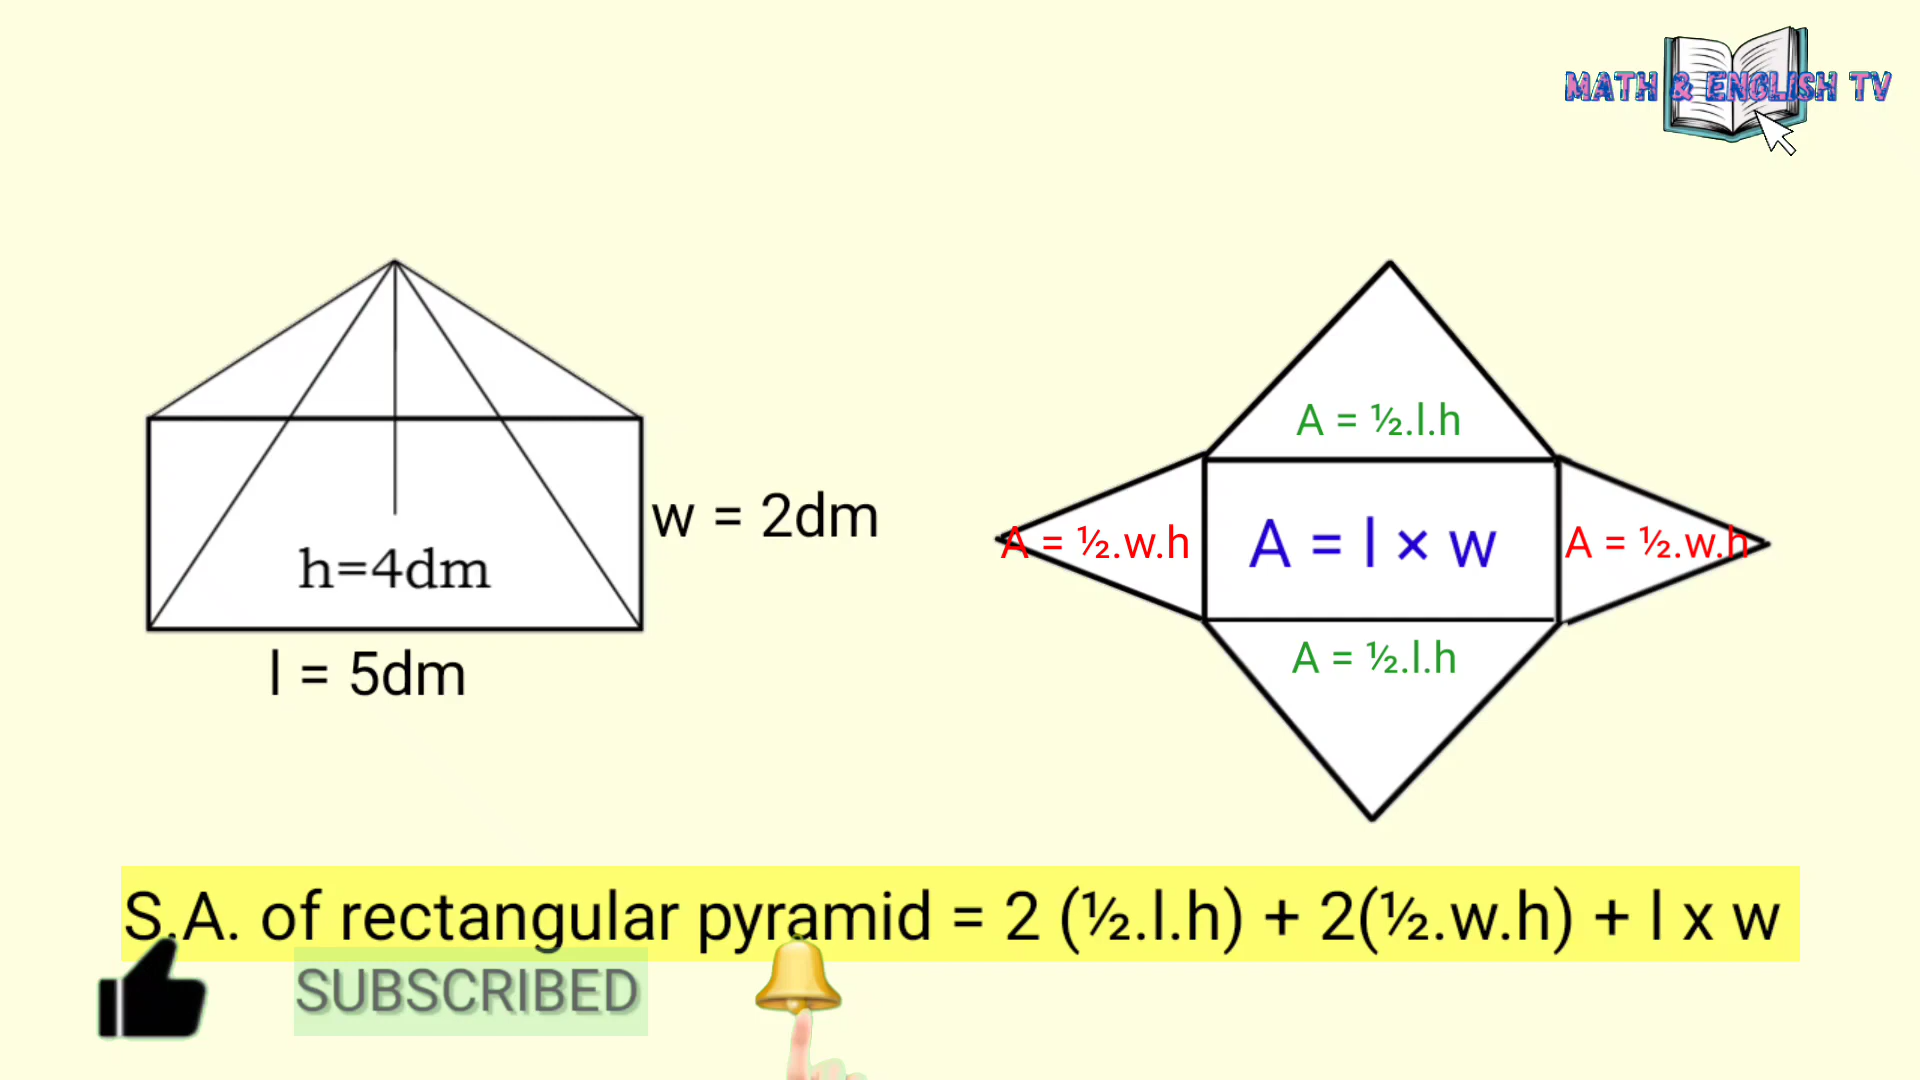 MATH & ENGLISH TV
A = ½.l.h
w = 2dm
A = ½.w.h
A = l × w
A = ½.w.h
h=4dm
l = 5dm
A = ½.l.h
S.A. of rectangular pyramid = 2 (½.l.h) + 2(½.w.h) + l x w
SUBSCRIBED